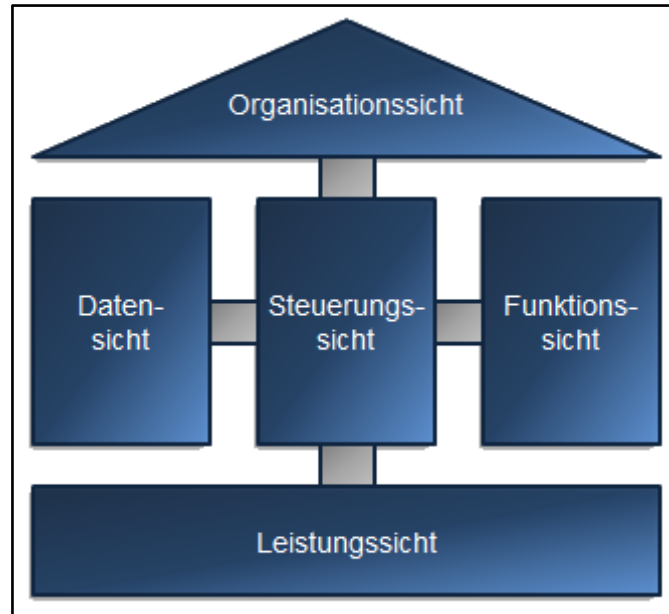 Organisationssicht
Daten-
sicht
Steuerungs-
sicht
Funktions-
sicht
Leistungssicht